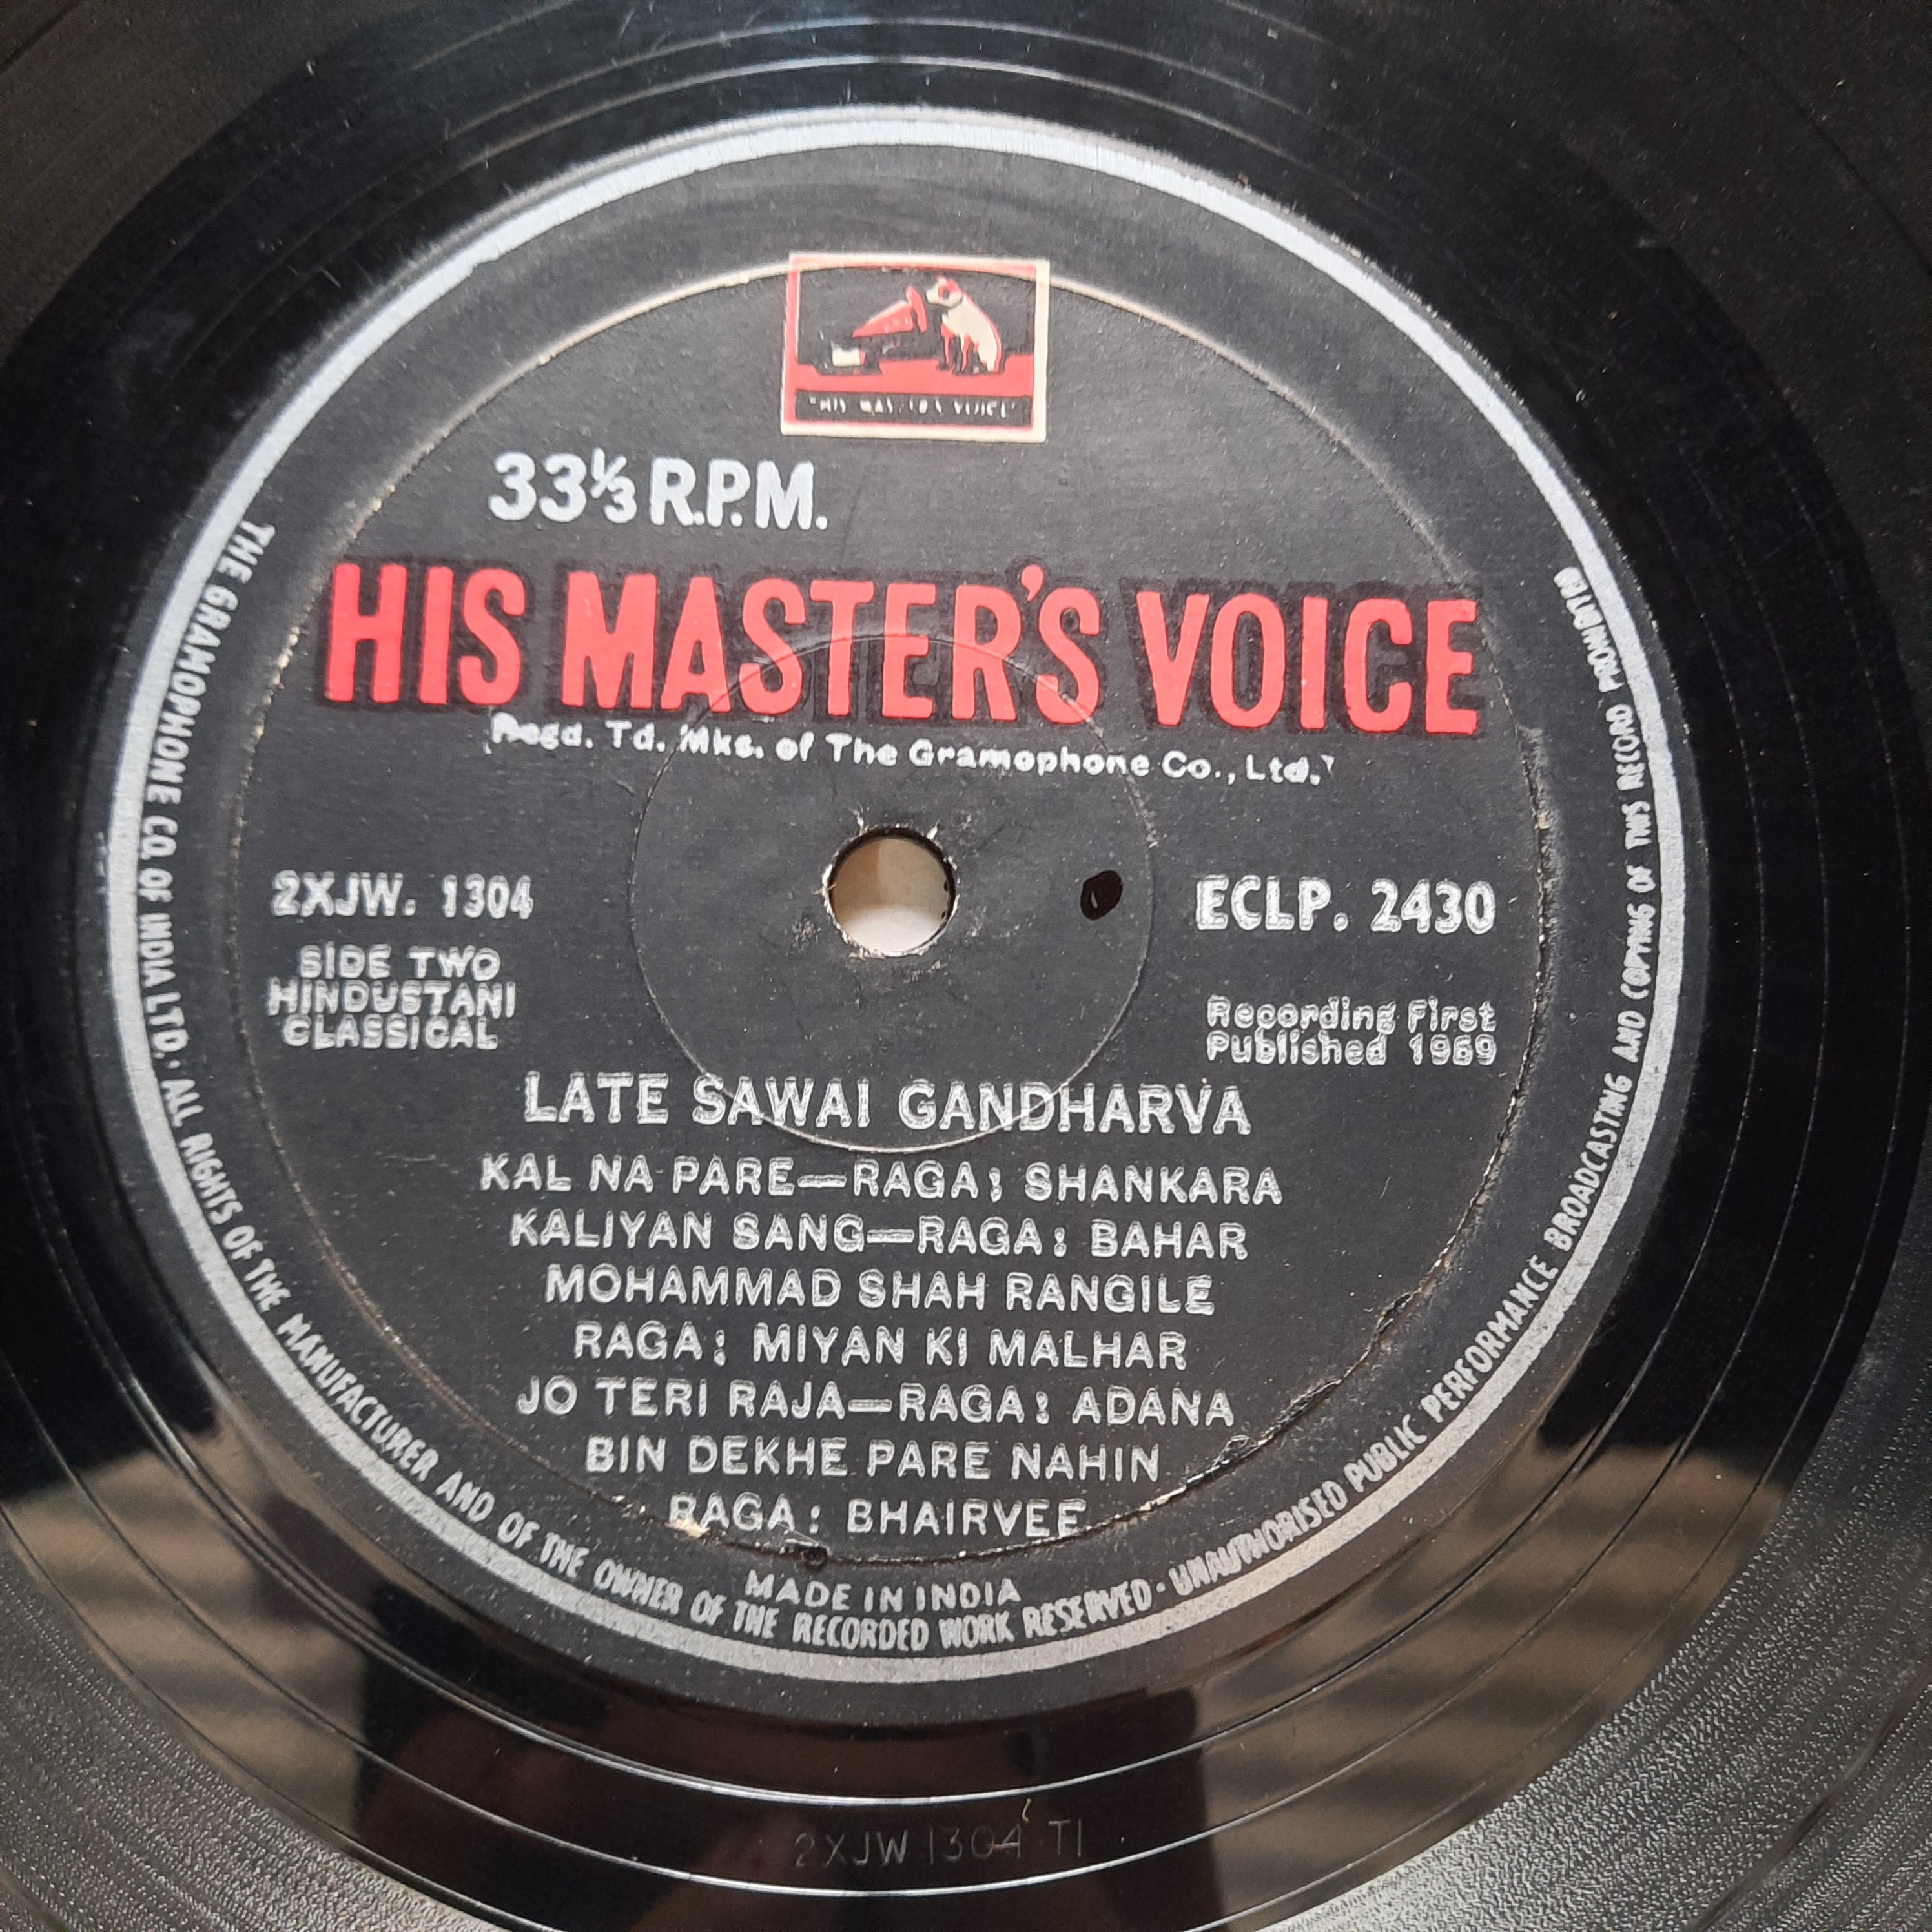 "HIS MASTER'S VOICE"
33⅓ R.P.M.
HIS MASTER'S VOICE
(Regd. Td. Mks. of The Gramophone Co., Ltd.)
2XJW. 1304
ECLP. 2430
SIDE TWO
HINDUSTANI
CLASSICAL
Recording First
Published 1969
LATE SAWAI GANDHARVA
KAL NA PARE—RAGA: SHANKARA
KALIYAN SANG—RAGA: BAHAR
MOHAMMAD SHAH RANGILE
RAGA: MIYAN KI MALHAR
JO TERI RAJA—RAGA: ADANA
BIN DEKHE PARE NAHIN
RAGA: BHAIRVEE
MADE IN INDIA
THE GRAMOPHONE CO. OF INDIA LTD. · ALL RIGHTS OF THE MANUFACTURER AND OF THE OWNER OF THE RECORDED WORK RESERVED · UNAUTHORISED PUBLIC PERFORMANCE BROADCASTING AND COPYING OF THIS RECORD PROHIBITED
2XJW 1304 T1